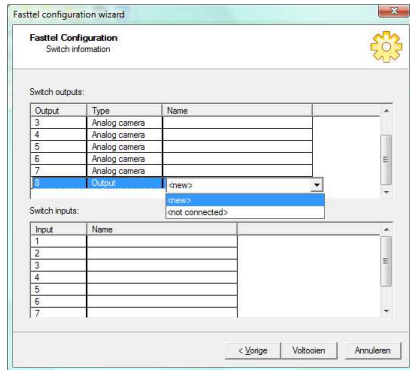 Fasttel configuration wizard
Fasttel Configuration
Switch information
Switch outputs:
Output Type Name
3 Analog camera
4 Analog camera
5 Analog camera
6 Analog camera
7 Analog camera
8 Output <new>
<new>
<not connected>
Switch inputs:
Input Name
1
2
3
4
5
6
7
< Vorige Voltooien Annuleren